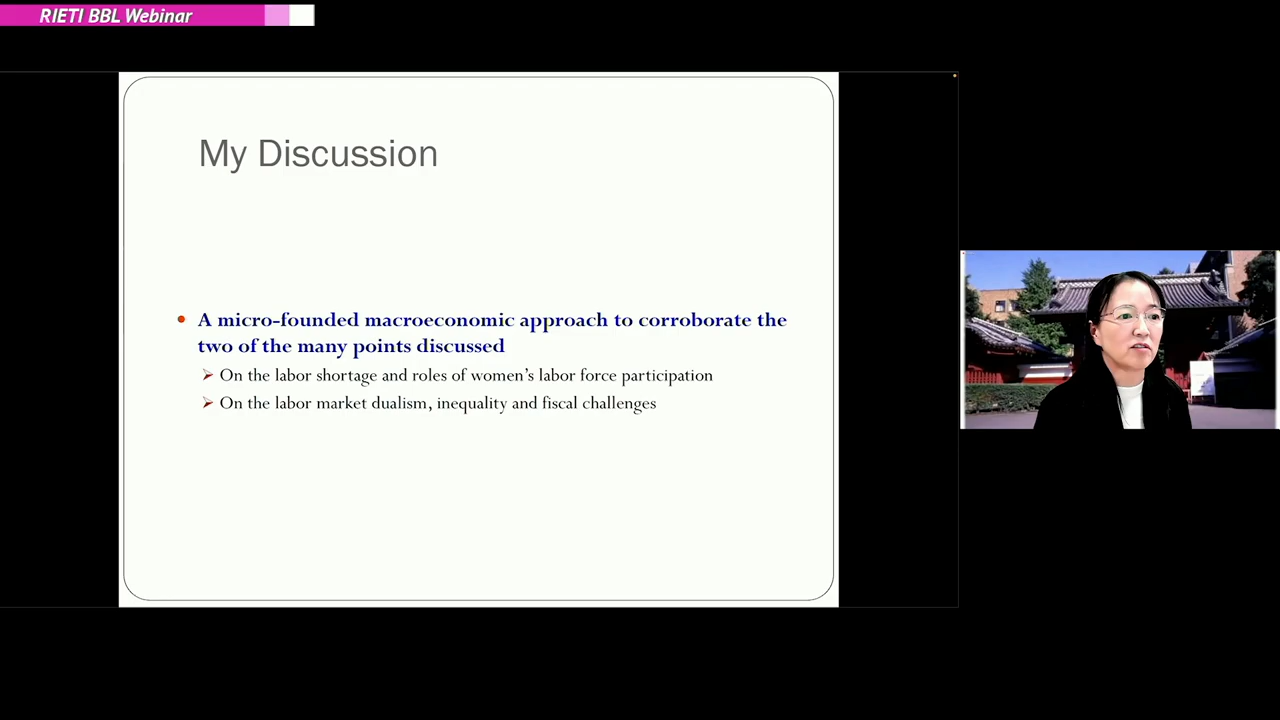 RIETI BBL Webinar
My Discussion
A micro-founded macroeconomic approach to corroborate the
two of the many points discussed
On the labor shortage and roles of women's labor force participation
On the labor market dualism, inequality and fiscal challenges